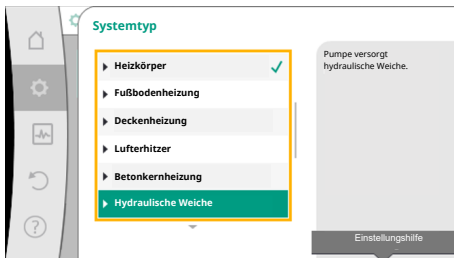 Systemtyp
Heizkörper
Fußbodenheizung
Deckenheizung
Lufterhitzer
Betonkernheizung
Hydraulische Weiche
Pumpe versorgt
hydraulische Weiche.
Einstellungshilfe
?